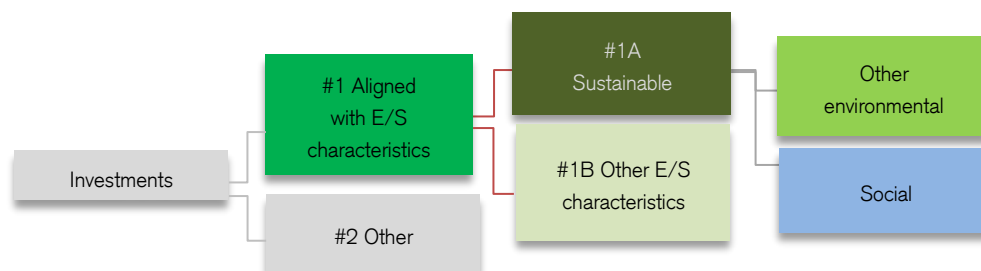 Investments
#1 Aligned
with E/S
characteristics
#2 Other
#1A
Sustainable
#1B Other E/S
characteristics
Other
environmental
Social